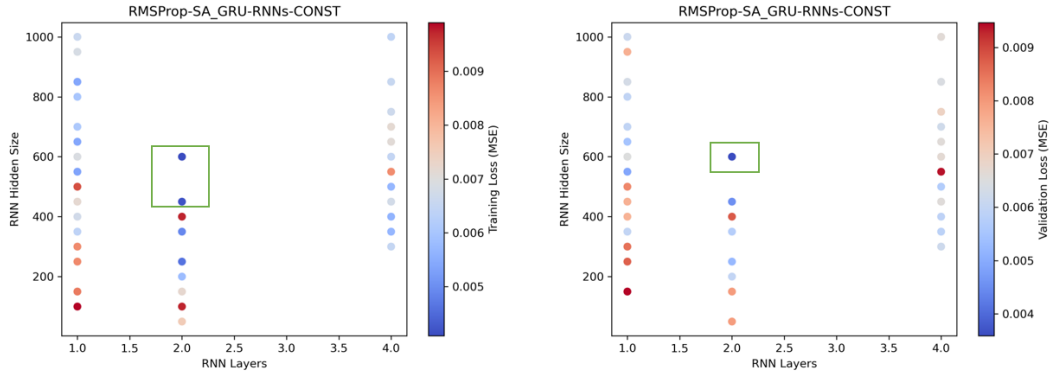 RMSProp-SA_GRU-RNNs-CONST
1000
800
600
400
200
RNN Hidden Size
1.0 1.5 2.0 2.5 3.0 3.5 4.0
RNN Layers
0.009
0.008
0.007
0.006
0.005
Training Loss (MSE)
RMSProp-SA_GRU-RNNs-CONST
1000
800
600
400
200
RNN Hidden Size
1.0 1.5 2.0 2.5 3.0 3.5 4.0
RNN Layers
0.009
0.008
0.007
0.006
0.005
0.004
Validation Loss (MSE)